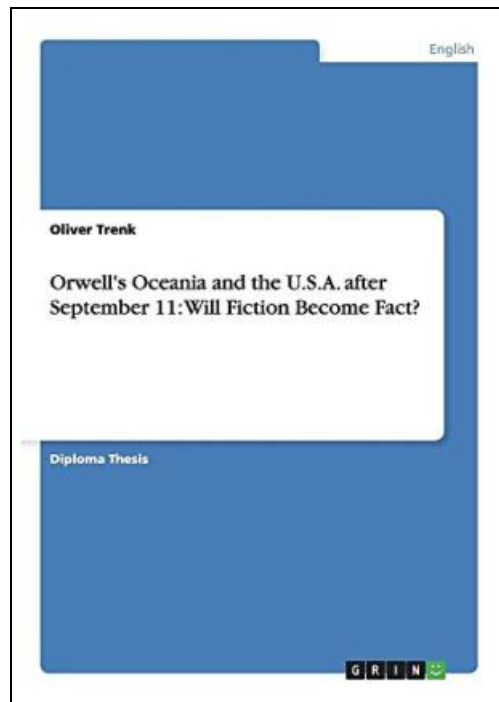 English
Oliver Trenk
Orwell's Oceania and the U.S.A. after
September 11: Will Fiction Become Fact?
Diploma Thesis
GRIN